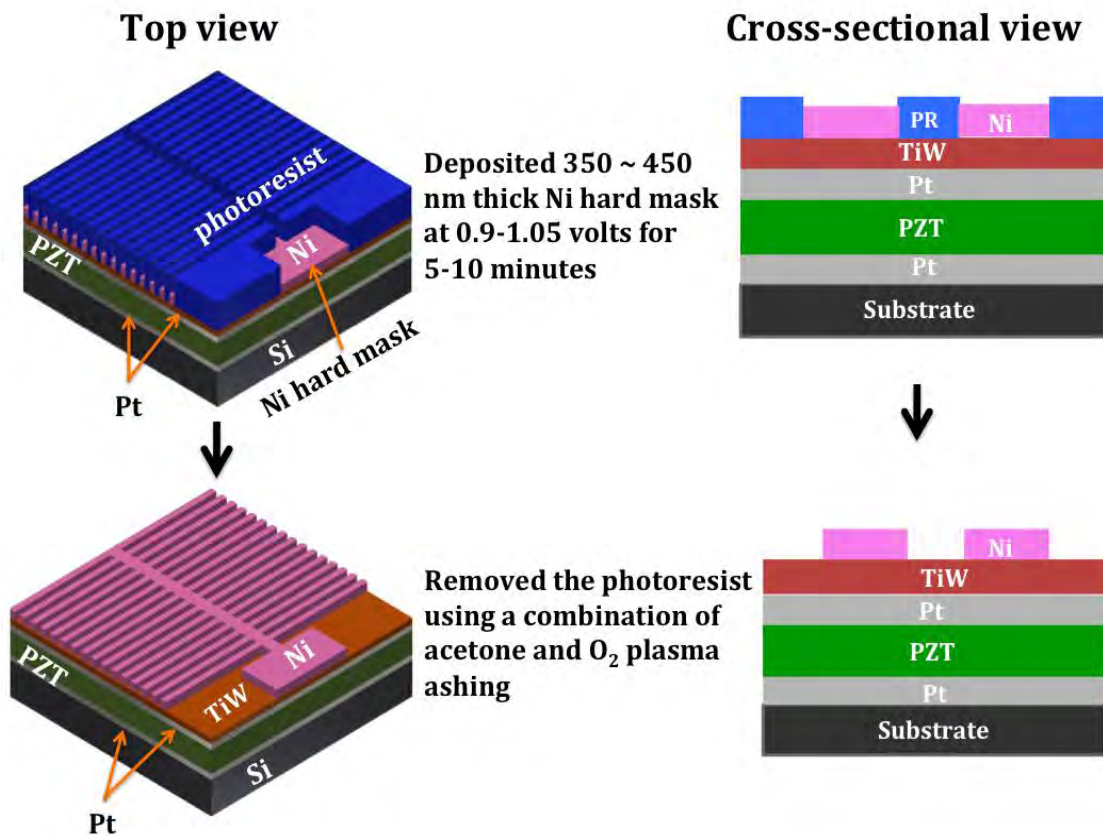 Top view
Cross-sectional view
photoresist
Ni
PZT
Si
Pt
Ni hard mask
Deposited 350 ~ 450
nm thick Ni hard mask
at 0.9-1.05 volts for
5-10 minutes
PR
Ni
TiW
Pt
PZT
Pt
Substrate
Ni
TiW
PZT
Si
Pt
Removed the photoresist
using a combination of
acetone and O₂ plasma
ashing
Ni
TiW
Pt
PZT
Pt
Substrate